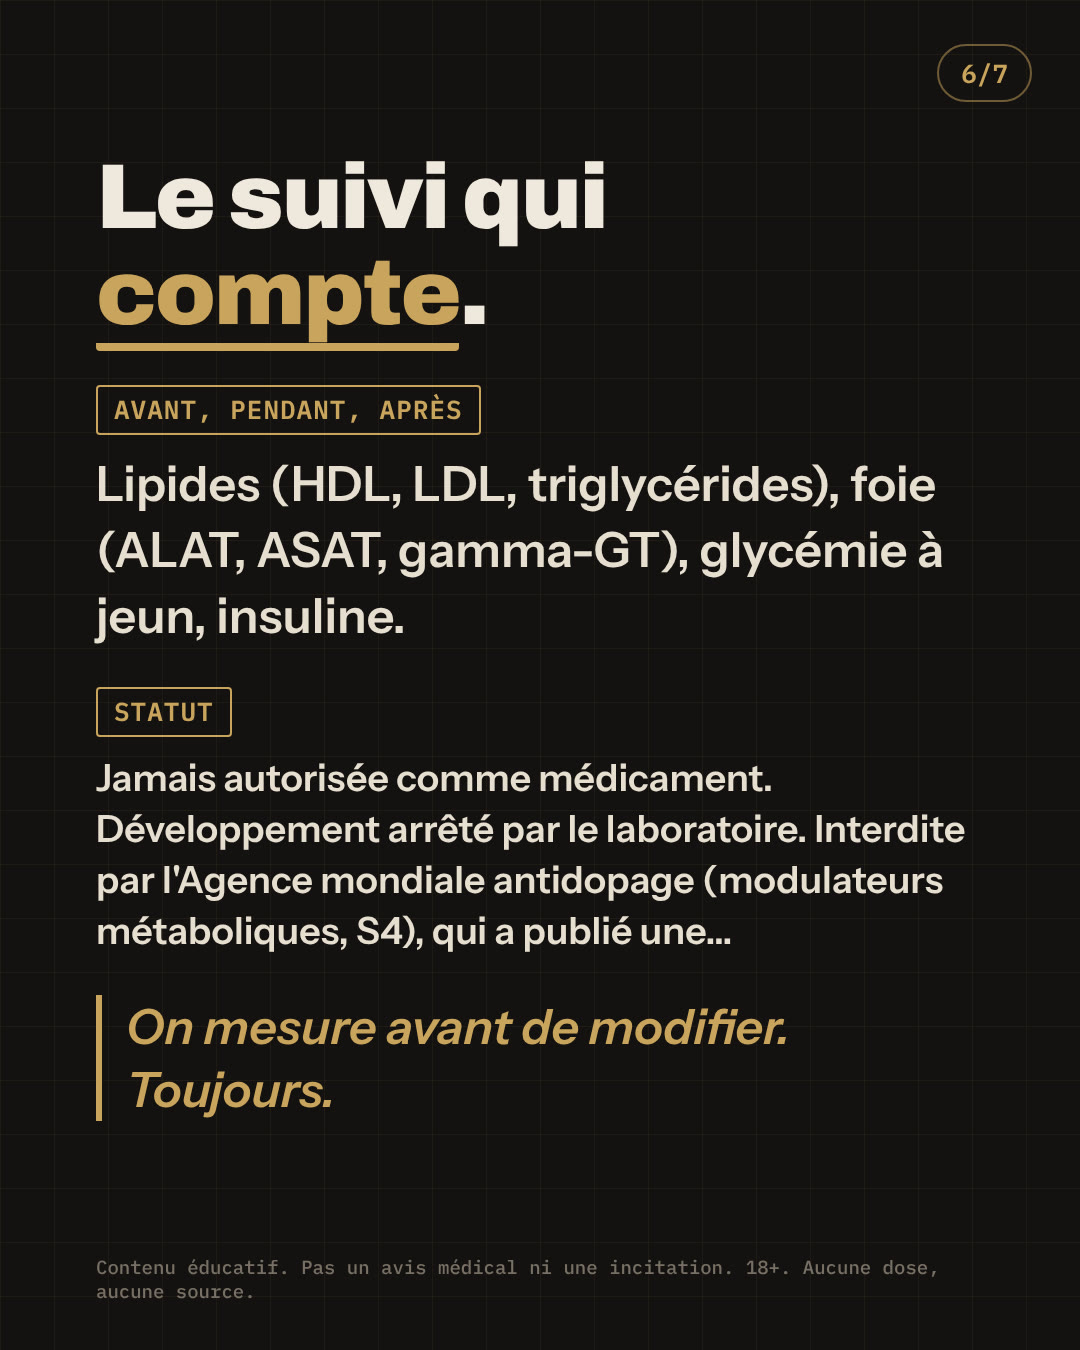 6/7
Le suivi qui
compte.
AVANT, PENDANT, APRÈS
Lipides (HDL, LDL, triglycérides), foie
(ALAT, ASAT, gamma-GT), glycémie à
jeun, insuline.
STATUT
Jamais autorisée comme médicament.
Développement arrêté par le laboratoire. Interdite
par l'Agence mondiale antidopage (modulateurs
métaboliques, S4), qui a publié une...
On mesure avant de modifier.
Toujours.
Contenu éducatif. Pas un avis médical ni une incitation. 18+. Aucune dose,
aucune source.